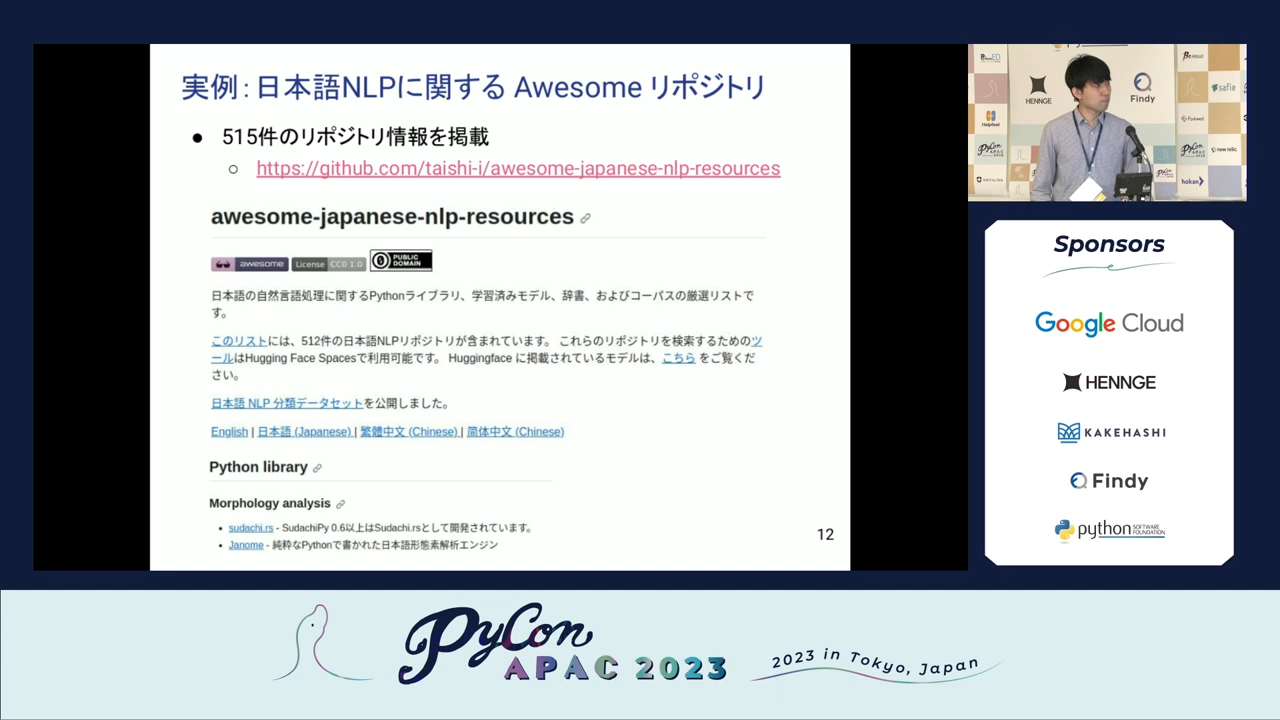 実例：日本語NLPに関する Awesome リポジトリ
● 515件のリポジトリ情報を掲載
○ https://github.com/taishi-i/awesome-japanese-nlp-resources
awesome-japanese-nlp-resources
awesome License CC0 1.0 PUBLIC DOMAIN
日本語の自然言語処理に関するPythonライブラリ、学習済みモデル、辞書、およびコーパスの厳選リストで
す。
このリストには、512件の日本語NLPリポジトリが含まれています。 これらのリポジトリを検索するためのツ
ールはHugging Face Spacesで利用可能です。 Huggingface に掲載されているモデルは、こちら をご覧くだ
さい。
日本語 NLP 分類データセットを公開しました。
English | 日本語 (Japanese) | 繁體中文 (Chinese) | 简体中文 (Chinese)
Python library
Morphology analysis
• sudachi.rs - SudachiPy 0.6以上はSudachi.rsとして開発されています。
• Janome - 純粋なPythonで書かれた日本語形態素解析エンジン
12
HENNGE
Findy
safie
Helpfeel
new relic
hokan
Sponsors
Google Cloud
HENNGE
KAKEHASHI
Findy
python SOFTWARE FOUNDATION
PyCon
APAC 2023
2023 in Tokyo, Japan